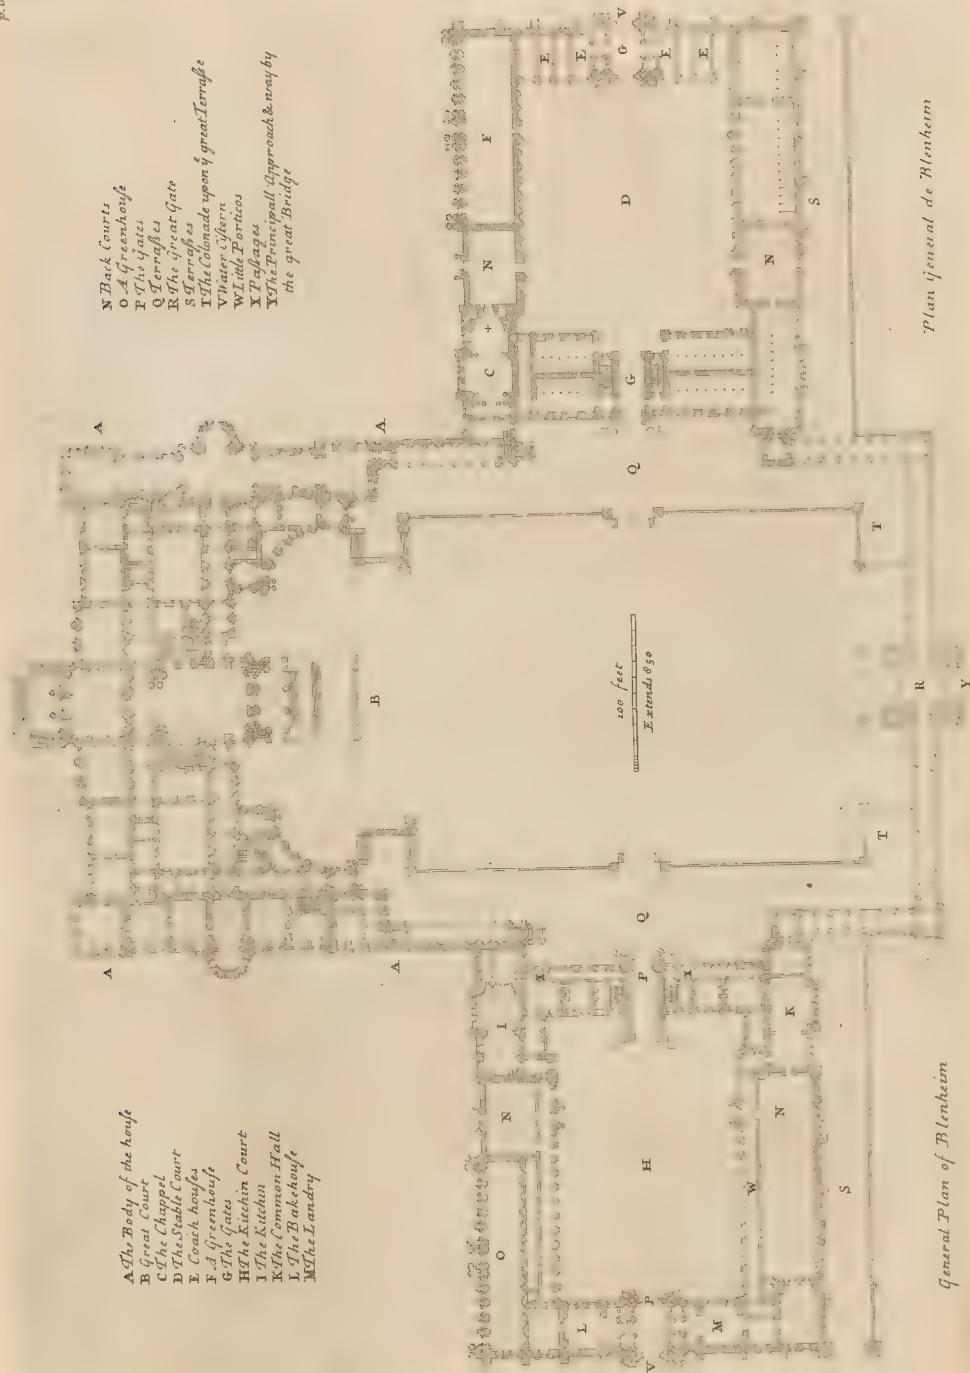 A The Body of the houſe
B Great Court
C The Chappel
D The Stable Court
E Coach houſes
F A Greenhouſe
G The Gates
H The Kitchin Court
I The Kitchin
K The Common Hall
L The Bakehouſe
M The Landry
N Back Courts
O A Greenhouſe
P The Gates
Q Terraſses
R The great Gate
S Terraſses
T The Colonade upon ẙ great Terraſse
V Water Ciſtern
W Little Porticos
X Paſsages
Y The Principall Approach & way by
the great Bridge
A
A
A
A
B
100 feet
Extends 850
C
+
N
F
E
E
G
V
E
E
D
G
N
S
Q
Q
T
T
R
Y
I
N
O
X
P
X
K
H
N
W
L
P
V
M
S
General Plan of Blenheim
Plan General de Blenheim